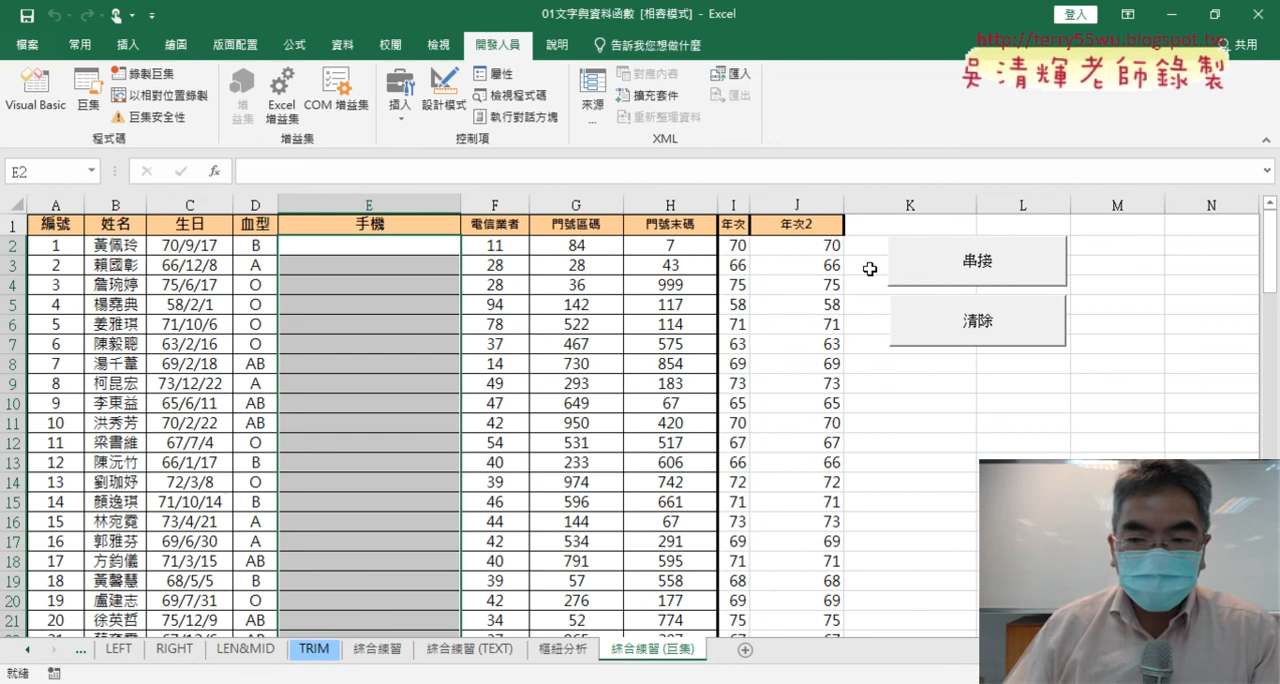 01文字與資料函數 [相容模式] - Excel
登入
檔案 常用 插入 繪圖 版面配置 公式 資料 校閱 檢視 開發人員 說明 告訴我您想做什麼 共用
http://terry55wu.blogspot.tw
吳清輝老師錄製
Visual Basic 巨集 錄製巨集 以相對位置錄製 巨集安全性
增益集 Excel 增益集 COM 增益集
插入 設計模式 屬性 檢視程式碼 執行對話方塊
來源 ... 對應內容 擴充套件 重新整理資料 匯入 匯出
程式碼 增益集 控制項 XML
E2 fx
A B C D E F G H I J K L M N
1 編號 姓名 生日 血型 手機 電信業者 門號區碼 門號末碼 年次 年次2
2 1 黃佩玲 70/9/17 B 11 84 7 70 70
3 2 賴國彰 66/12/8 A 28 28 43 66 66
4 3 詹琬婷 75/6/17 O 28 36 999 75 75
5 4 楊堯典 58/2/1 O 94 142 117 58 58
6 5 姜雅琪 71/10/6 O 78 522 114 71 71
7 6 陳毅聰 63/2/16 O 37 467 575 63 63
8 7 湯千葦 69/2/18 AB 14 730 854 69 69
9 8 柯昆宏 73/12/22 A 49 293 183 73 73
10 9 李東益 65/6/11 AB 47 649 67 65 65
11 10 洪秀芳 70/2/22 AB 42 950 420 70 70
12 11 梁書維 67/7/4 O 54 531 517 67 67
13 12 陳沅竹 66/1/17 B 40 233 606 66 66
14 13 劉珈妤 72/3/8 O 39 974 742 72 72
15 14 顏逸琪 71/10/14 B 46 596 661 71 71
16 15 林宛霓 73/4/21 A 44 144 67 73 73
17 16 郭雅芬 69/6/30 A 42 534 291 69 69
18 17 方鈞儀 71/3/15 AB 40 791 595 71 71
19 18 黃馨慧 68/5/5 B 39 57 558 68 68
20 19 盧建志 69/7/31 O 42 276 177 69 69
21 20 徐英哲 75/12/9 AB 34 52 774 75 75
串接
清除
... LEFT RIGHT LEN&MID TRIM 綜合練習 綜合練習 (TEXT) 樞紐分析 綜合練習 (巨集)
就緒